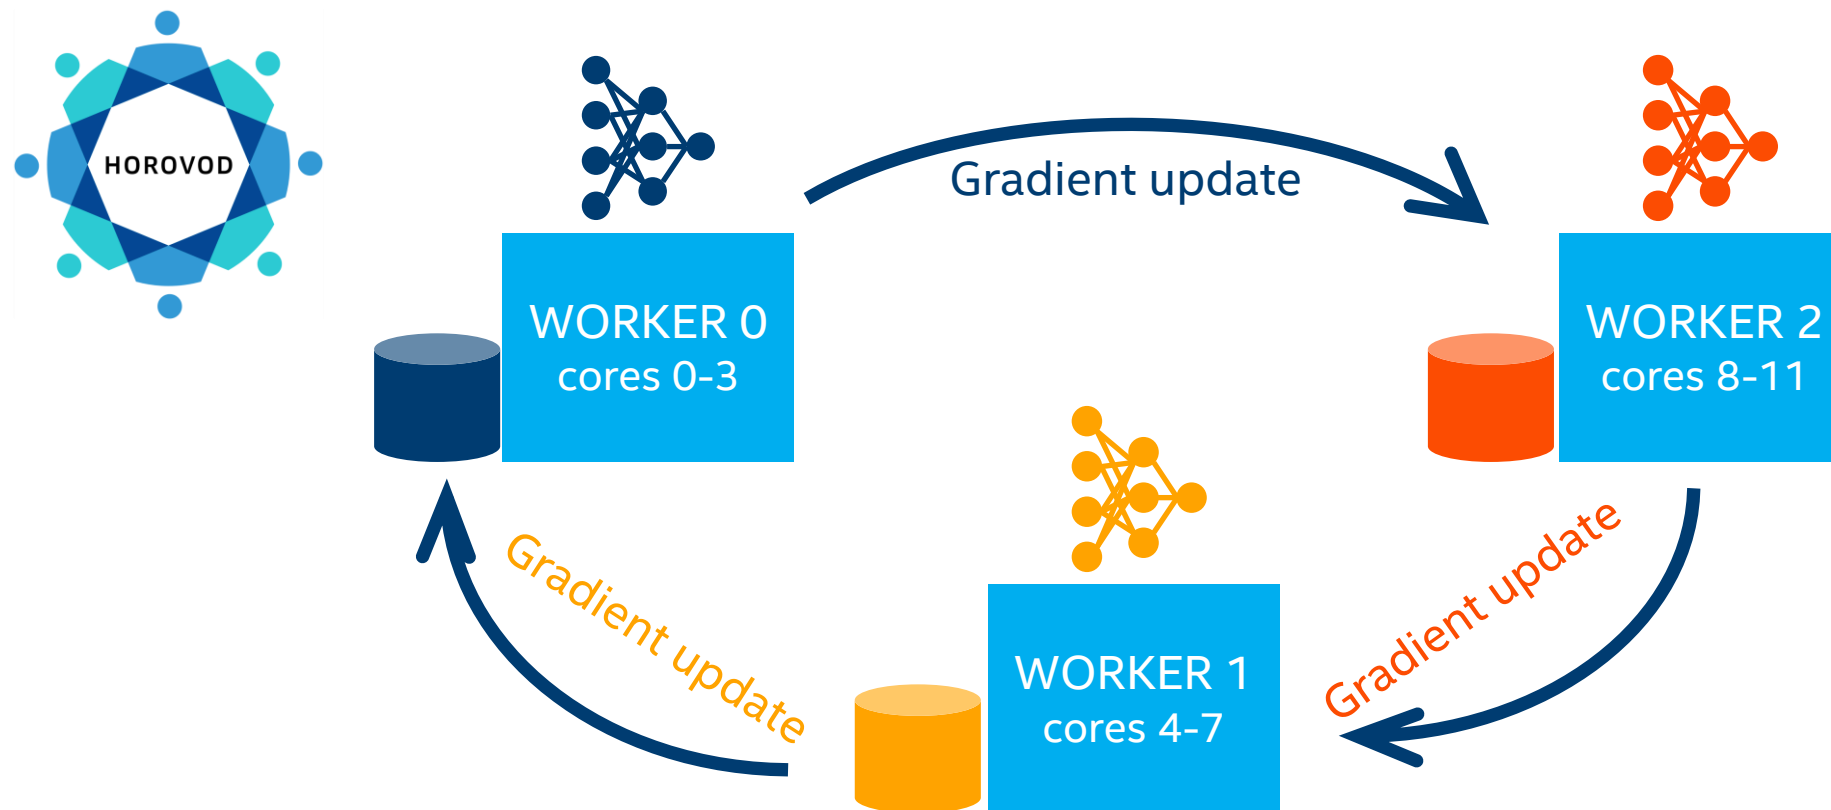 HOROVOD
Gradient update
WORKER 0
cores 0-3
WORKER 2
cores 8-11
Gradient update
Gradient update
WORKER 1
cores 4-7